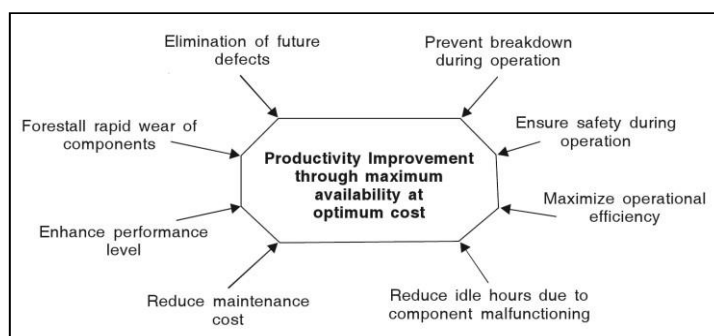 Elimination of future
defects
Prevent breakdown
during operation
Forestall rapid wear of
components
Ensure safety during
operation
Productivity Improvement
through maximum
availability at
optimum cost
Enhance performance
level
Maximize operational
efficiency
Reduce maintenance
cost
Reduce idle hours due to
component malfunctioning